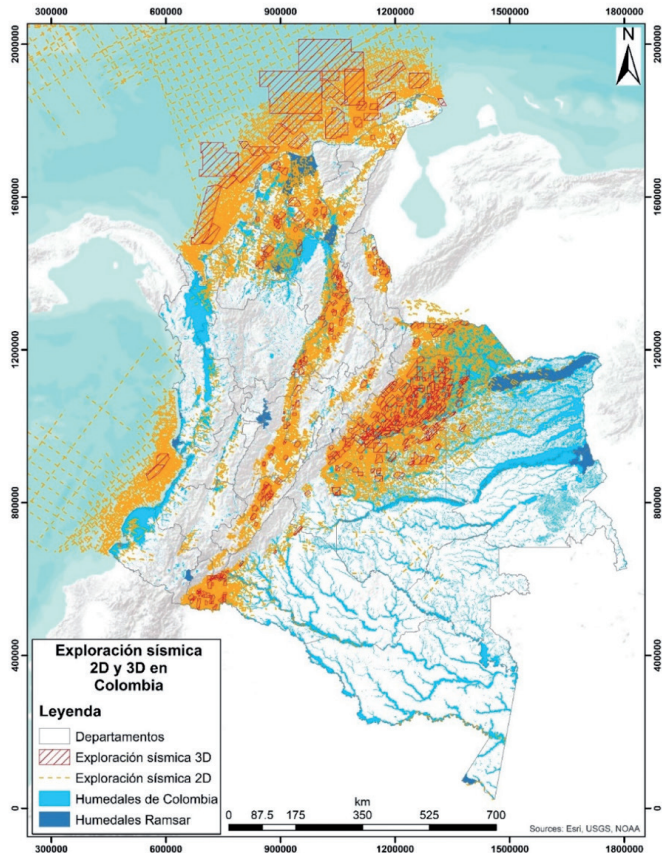 300000 600000 900000 1200000 1500000 1800000
N
2000000
2000000
1600000
1600000
1200000
1200000
800000
800000
400000
400000
0
0
Exploración sísmica
2D y 3D en
Colombia
Leyenda
Departamentos
Exploración sísmica 3D
Exploración sísmica 2D
Humedales de Colombia
Humedales Ramsar
km
0 87.5 175 350 525 700
Sources: Esri, USGS, NOAA
300000 600000 900000 1200000 1500000 1800000